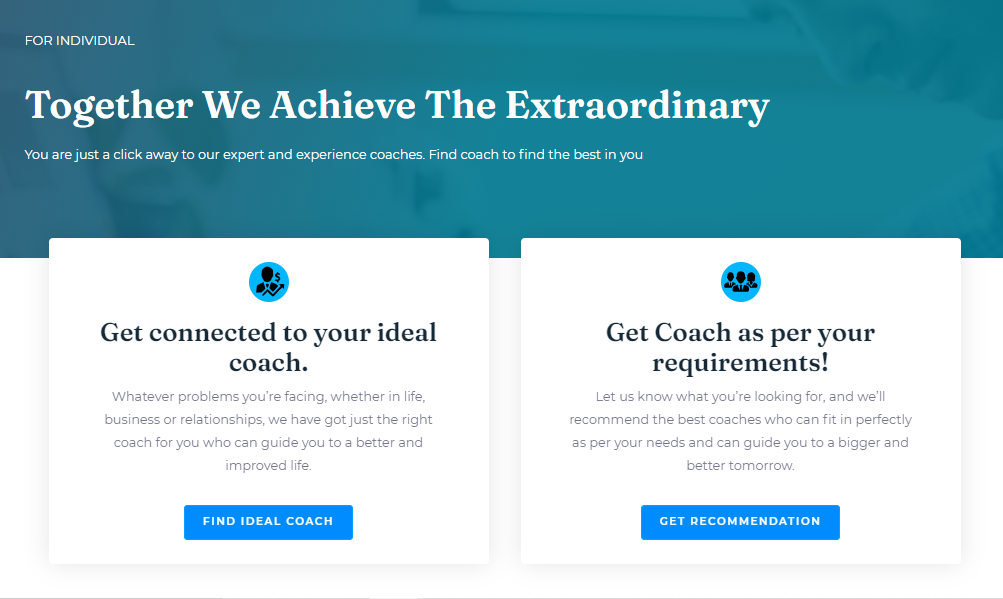 FOR INDIVIDUAL
Together We Achieve The Extraordinary
You are just a click away to our expert and experience coaches. Find coach to find the best in you
Get connected to your ideal
coach.
Whatever problems you’re facing, whether in life,
business or relationships, we have got just the right
coach for you who can guide you to a better and
improved life.
FIND IDEAL COACH
Get Coach as per your
requirements!
Let us know what you’re looking for, and we’ll
recommend the best coaches who can fit in perfectly
as per your needs and can guide you to a bigger and
better tomorrow.
GET RECOMMENDATION